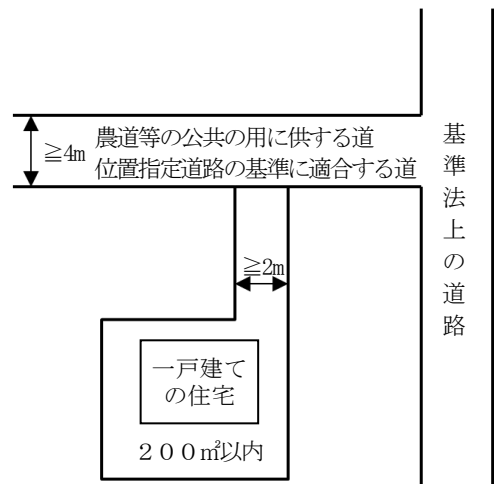 農道等の公共の用に供する道
≧4m
位置指定道路の基準に適合する道
基準法上の道路
≧2m
一戸建て
の住宅
２００㎡以内